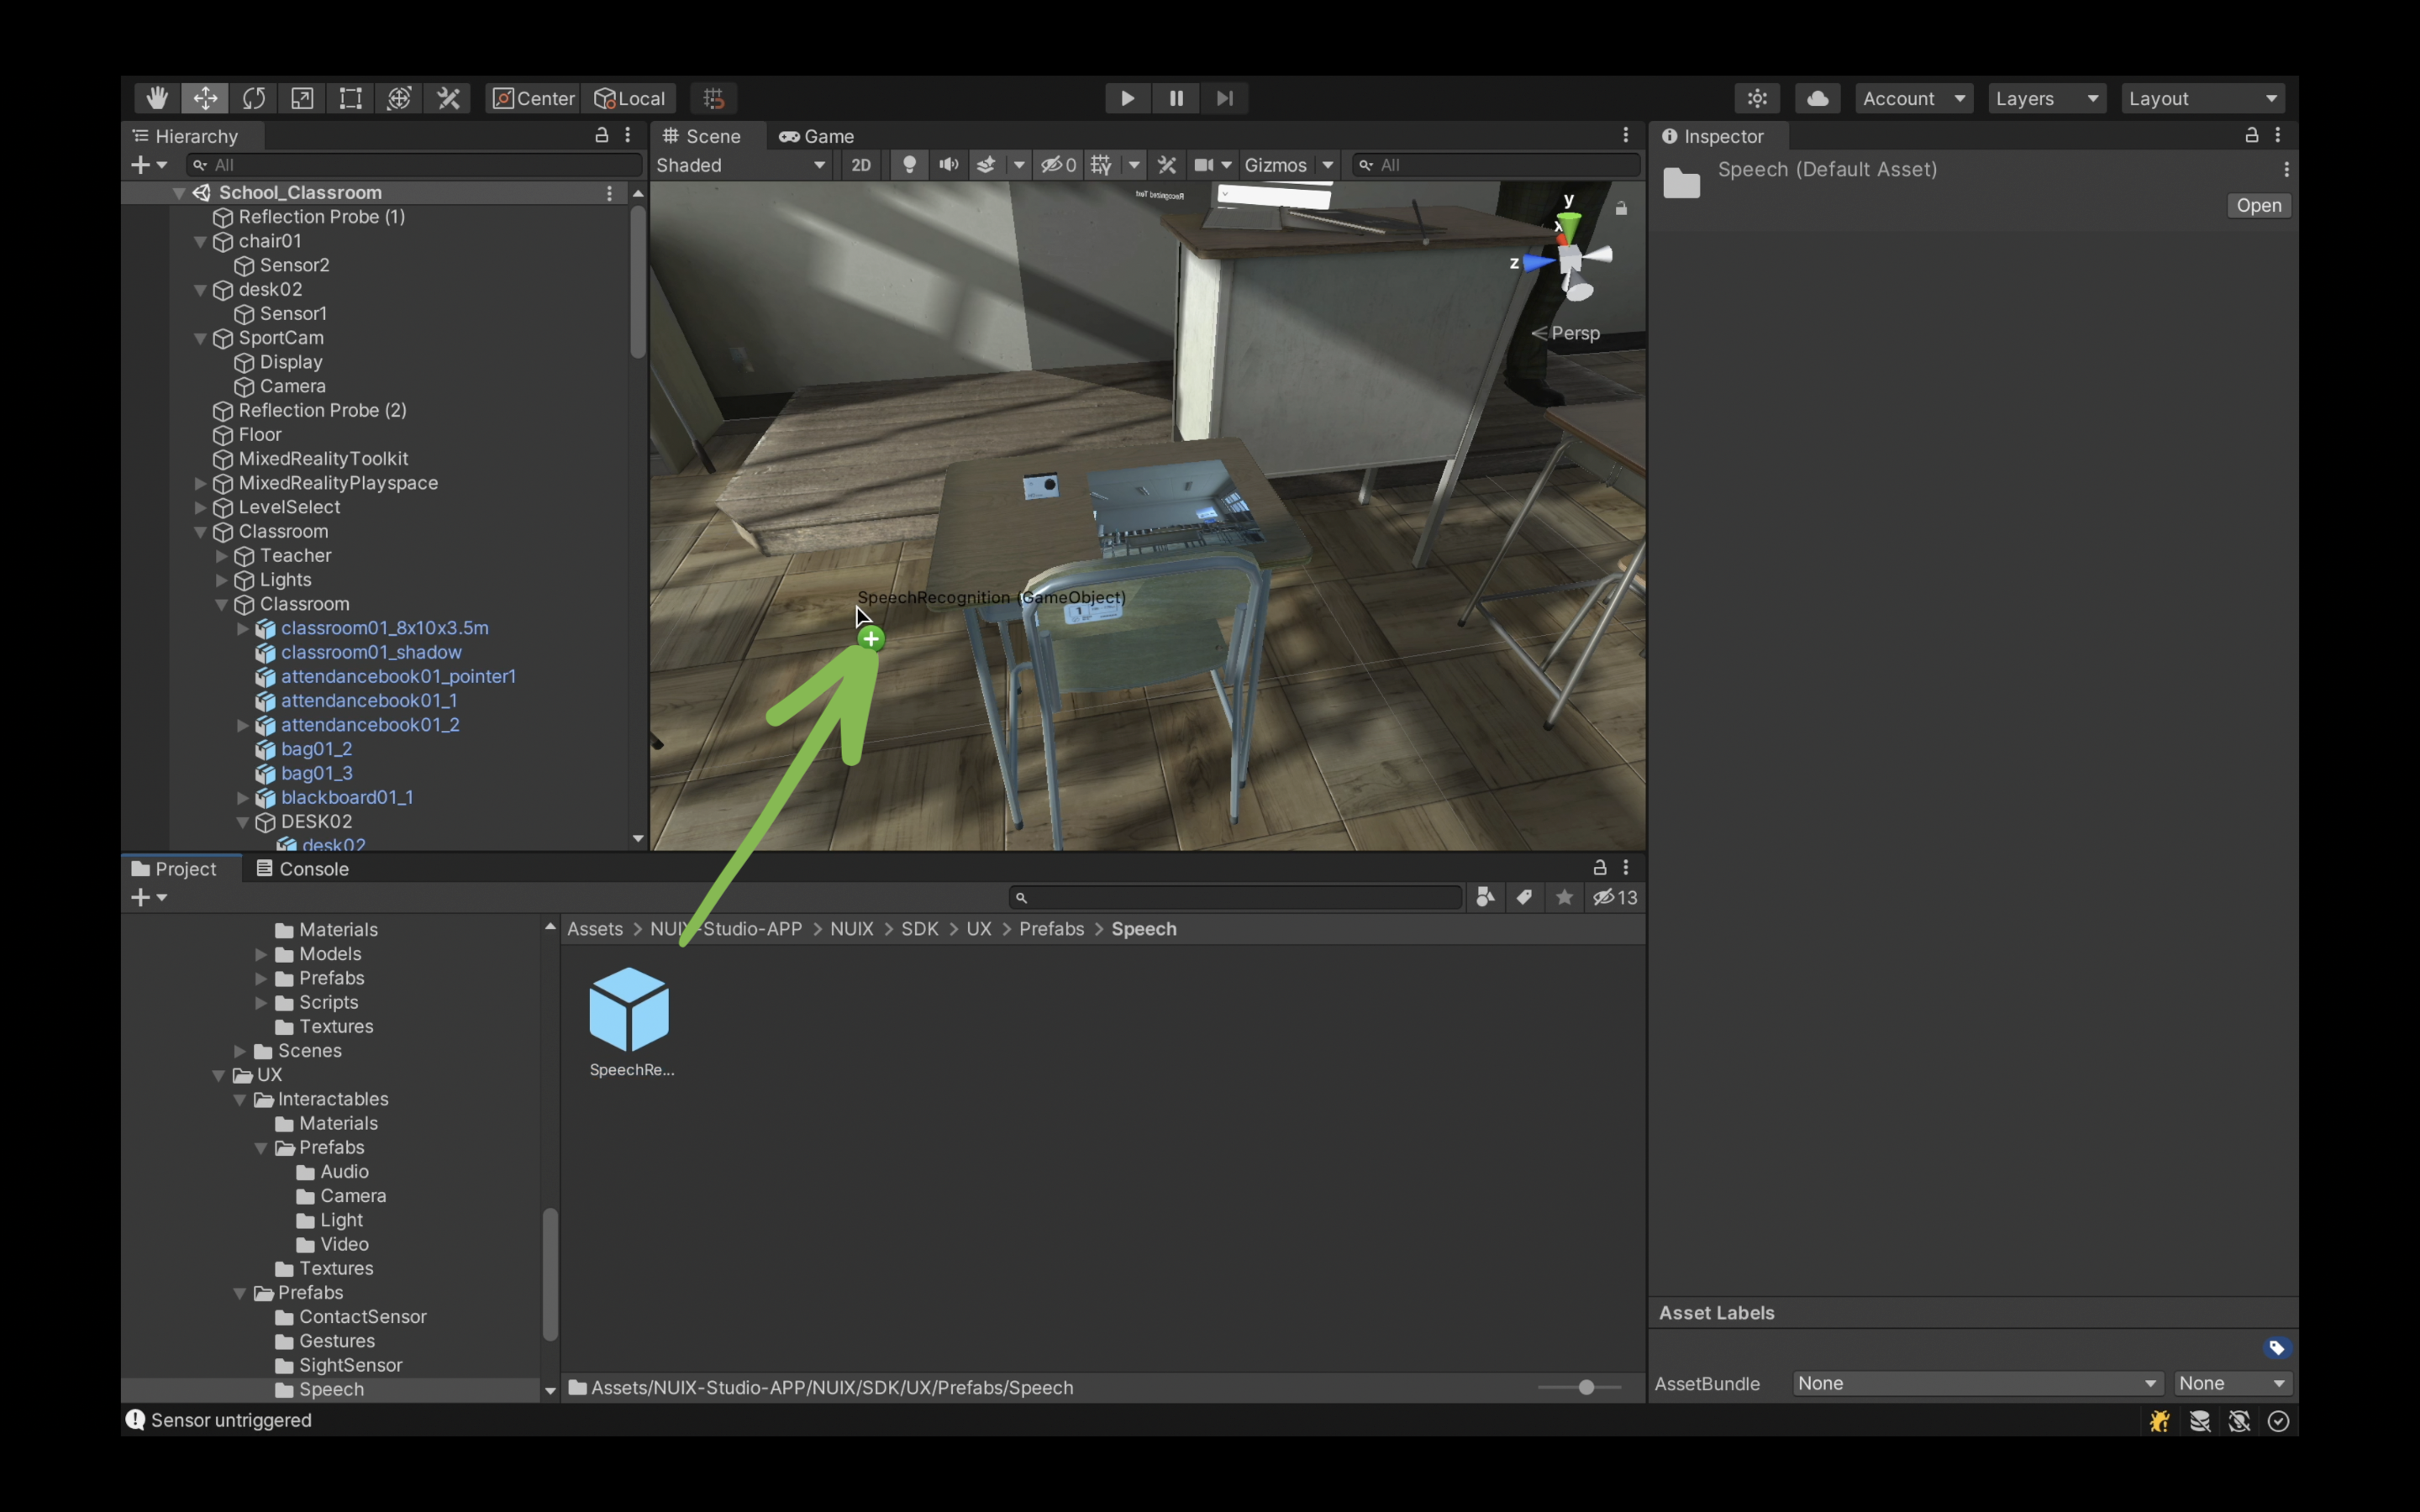 Center Local Account Layers Layout
Hierarchy
All
School_Classroom
Reflection Probe (1)
chair01
Sensor2
desk02
Sensor1
SportCam
Display
Camera
Reflection Probe (2)
Floor
MixedRealityToolkit
MixedRealityPlayspace
LevelSelect
Classroom
Teacher
Lights
Classroom
classroom01_8x10x3.5m
classroom01_shadow
attendancebook01_pointer1
attendancebook01_1
attendancebook01_2
bag01_2
bag01_3
blackboard01_1
DESK02
desk02
Scene Game
Shaded 2D 0 Gizmos All
Recognized Text
y
x
z
Persp
SpeechRecognition (GameObject)
Inspector
Speech (Default Asset)
Open
Project Console
13
Materials
Models
Prefabs
Scripts
Textures
Scenes
UX
Interactables
Materials
Prefabs
Audio
Camera
Light
Video
Textures
Prefabs
ContactSensor
Gestures
SightSensor
Speech
Assets > NUIX-Studio-APP > NUIX > SDK > UX > Prefabs > Speech
SpeechRe...
Assets/NUIX-Studio-APP/NUIX/SDK/UX/Prefabs/Speech
Asset Labels
AssetBundle None None
Sensor untriggered